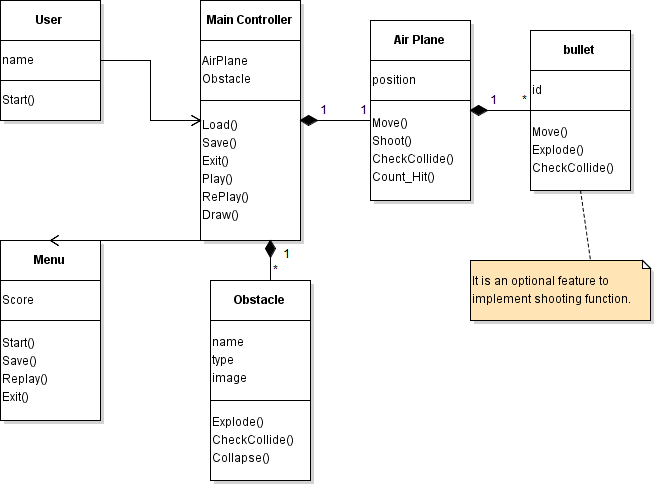 User
name
Start()
Main Controller
AirPlane
Obstacle
Load()
Save()
Exit()
Play()
RePlay()
Draw()
1
1
Air Plane
position
Move()
Shoot()
CheckCollide()
Count_Hit()
1
*
bullet
id
Move()
Explode()
CheckCollide()
It is an optional feature to
implement shooting function.
Menu
Score
Start()
Save()
Replay()
Exit()
1
*
Obstacle
name
type
image
Explode()
CheckCollide()
Collapse()